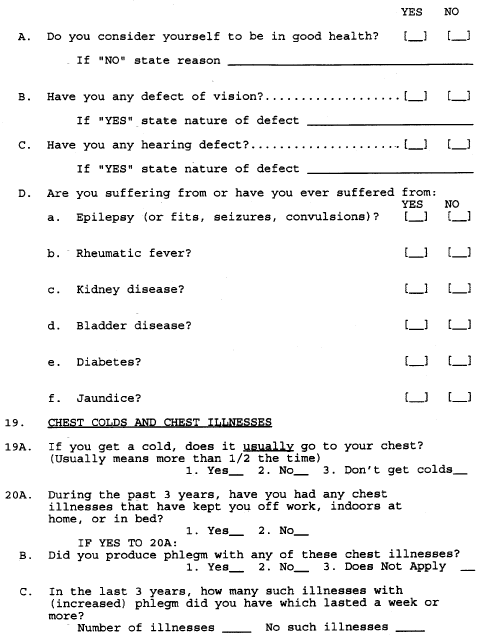 YES NO
A. Do you consider yourself to be in good health? [__] [__]
If "NO" state reason ____________________
B. Have you any defect of vision?................... [__] [__]
If "YES" state nature of defect ____________________
C. Have you any hearing defect?..................... [__] [__]
If "YES" state nature of defect ____________________
D. Are you suffering from or have you ever suffered from:
YES NO
a. Epilepsy (or fits, seizures, convulsions)? [__] [__]
b. Rheumatic fever? [__] [__]
c. Kidney disease? [__] [__]
d. Bladder disease? [__] [__]
e. Diabetes? [__] [__]
f. Jaundice? [__] [__]
19. CHEST COLDS AND CHEST ILLNESSES
19A. If you get a cold, does it usually go to your chest?
(Usually means more than 1/2 the time)
1. Yes__ 2. No__ 3. Don't get colds__
20A. During the past 3 years, have you had any chest
illnesses that have kept you off work, indoors at
home, or in bed?
1. Yes__ 2. No__
IF YES TO 20A:
B. Did you produce phlegm with any of these chest illnesses?
1. Yes__ 2. No__ 3. Does Not Apply __
C. In the last 3 years, how many such illnesses with
(increased) phlegm did you have which lasted a week or
more?
Number of illnesses ____ No such illnesses ____